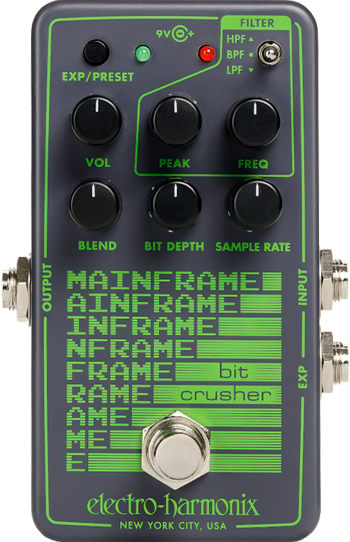 FILTER
9V - +
HPF ▲
BPF ■
LPF ▼
EXP/PRESET
VOL PEAK FREQ
BLEND BIT DEPTH SAMPLE RATE
OUTPUT
INPUT
EXP
MAINFRAME
AINFRAME
INFRAME
NFRAME
FRAME bit
RAME crusher
AME
ME
E
electro-harmonix
NEW YORK CITY, USA